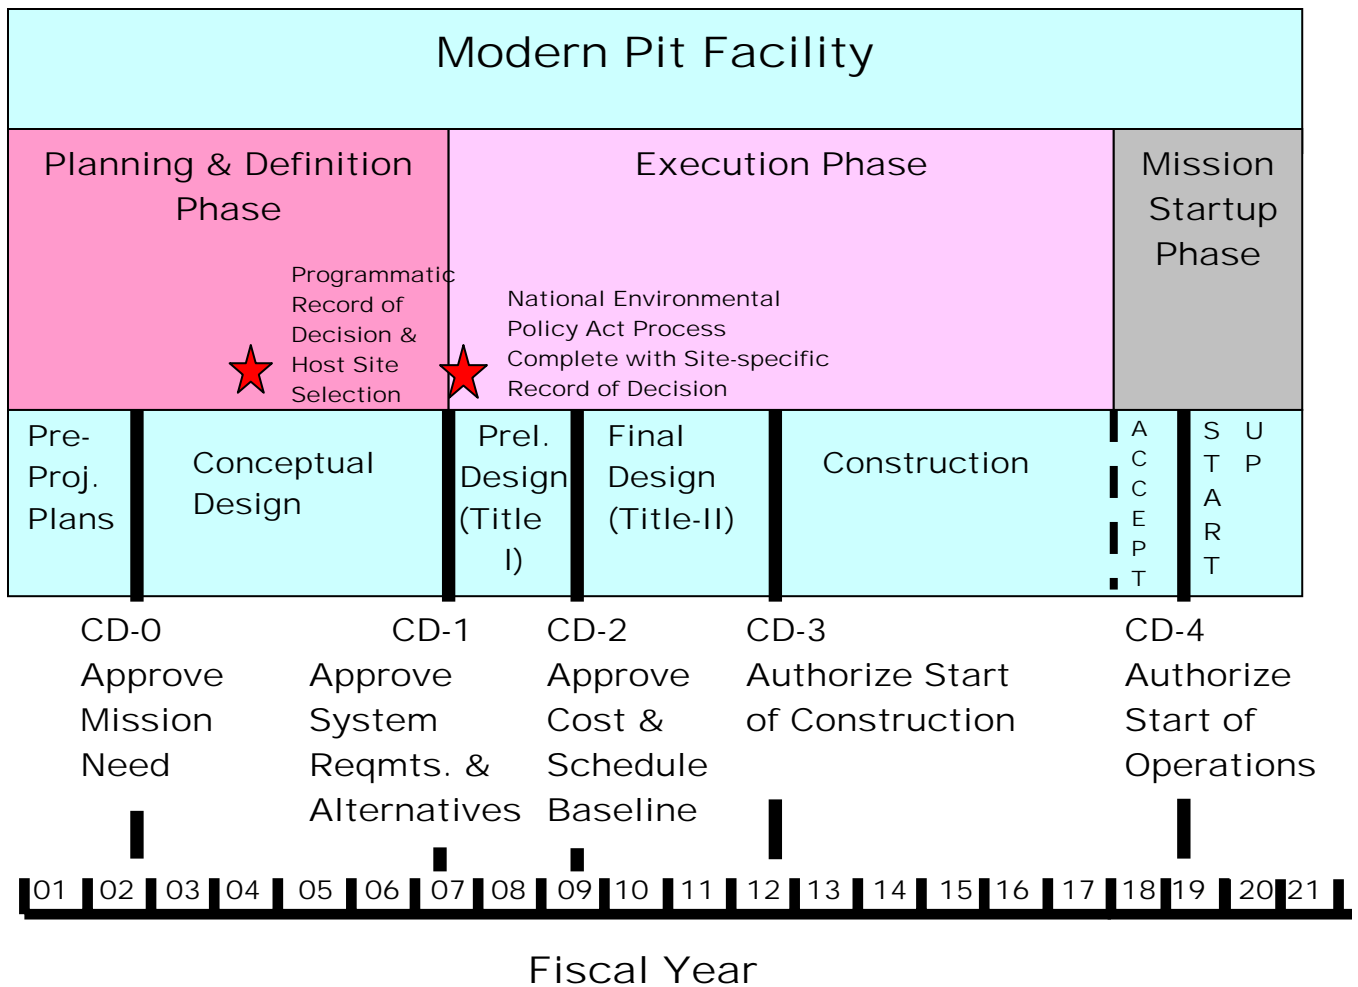 Modern Pit Facility
Planning & Definition
Phase
Execution Phase
Mission
Startup
Phase
Programmatic
Record of
Decision &
Host Site
Selection
National Environmental
Policy Act Process
Complete with Site-specific
Record of Decision
Pre-
Proj.
Plans
Conceptual
Design
Prel.
Design
(Title
I)
Final
Design
(Title-II)
Construction
ACCEPT
START
UP
CD-0
Approve
Mission
Need
CD-1
Approve
System
Reqmts. &
Alternatives
CD-2
Approve
Cost &
Schedule
Baseline
CD-3
Authorize Start
of Construction
CD-4
Authorize
Start of
Operations
01 02 03 04 05 06 07 08 09 10 11 12 13 14 15 16 17 18 19 20 21
Fiscal Year